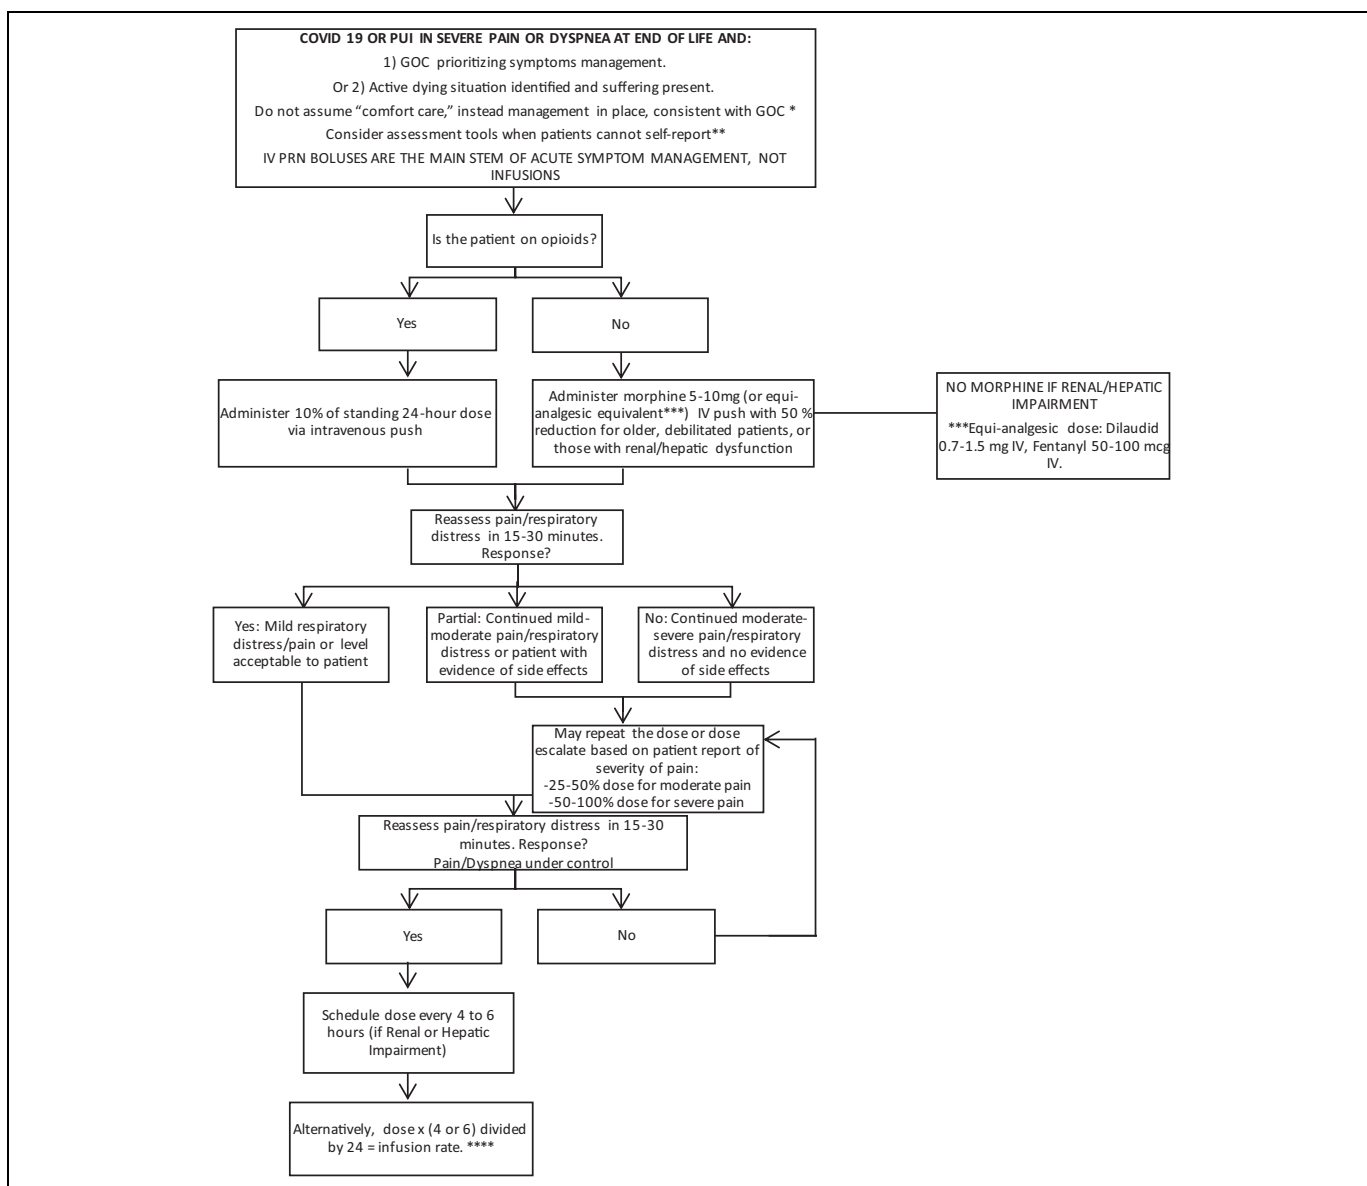 COVID 19 OR PUI IN SEVERE PAIN OR DYSPNEA AT END OF LIFE AND:
1) GOC prioritizing symptoms management.
Or 2) Active dying situation identified and suffering present.
Do not assume “comfort care,” instead management in place, consistent with GOC *
Consider assessment tools when patients cannot self-report**
IV PRN BOLUSES ARE THE MAIN STEM OF ACUTE SYMPTOM MANAGEMENT, NOT
INFUSIONS
Is the patient on opioids?
Yes
No
Administer 10% of standing 24-hour dose
via intravenous push
Administer morphine 5-10mg (or equi-
analgesic equivalent***) IV push with 50 %
reduction for older, debilitated patients, or
those with renal/hepatic dysfunction
NO MORPHINE IF RENAL/HEPATIC
IMPAIRMENT
***Equi-analgesic dose: Dilaudid
0.7-1.5 mg IV, Fentanyl 50-100 mcg
IV.
Reassess pain/respiratory
distress in 15-30 minutes.
Response?
Yes: Mild respiratory
distress/pain or level
acceptable to patient
Partial: Continued mild-
moderate pain/respiratory
distress or patient with
evidence of side effects
No: Continued moderate-
severe pain/respiratory
distress and no evidence
of side effects
May repeat the dose or dose
escalate based on patient report of
severity of pain:
-25-50% dose for moderate pain
-50-100% dose for severe pain
Reassess pain/respiratory distress in 15-30
minutes. Response?
Pain/Dyspnea under control
Yes
No
Schedule dose every 4 to 6
hours (if Renal or Hepatic
Impairment)
Alternatively, dose x (4 or 6) divided
by 24 = infusion rate. ****